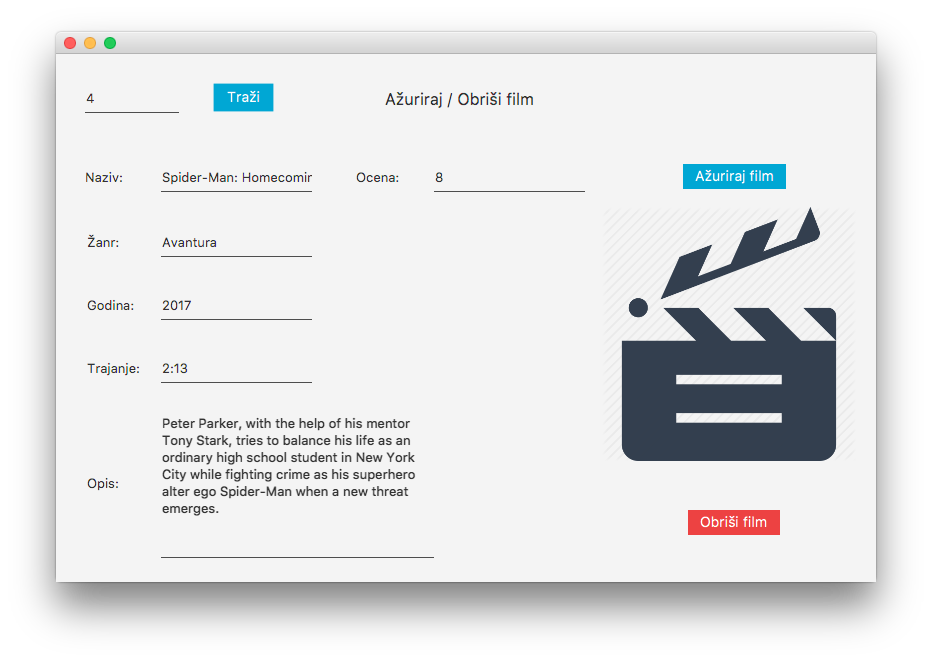 4
Traži
Ažuriraj / Obriši film
Naziv:
Spider-Man: Homecomin
Ocena:
8
Ažuriraj film
Žanr:
Avantura
Godina:
2017
Trajanje:
2:13
Opis:
Peter Parker, with the help of his mentor
Tony Stark, tries to balance his life as an
ordinary high school student in New York
City while fighting crime as his superhero
alter ego Spider-Man when a new threat
emerges.
Obriši film